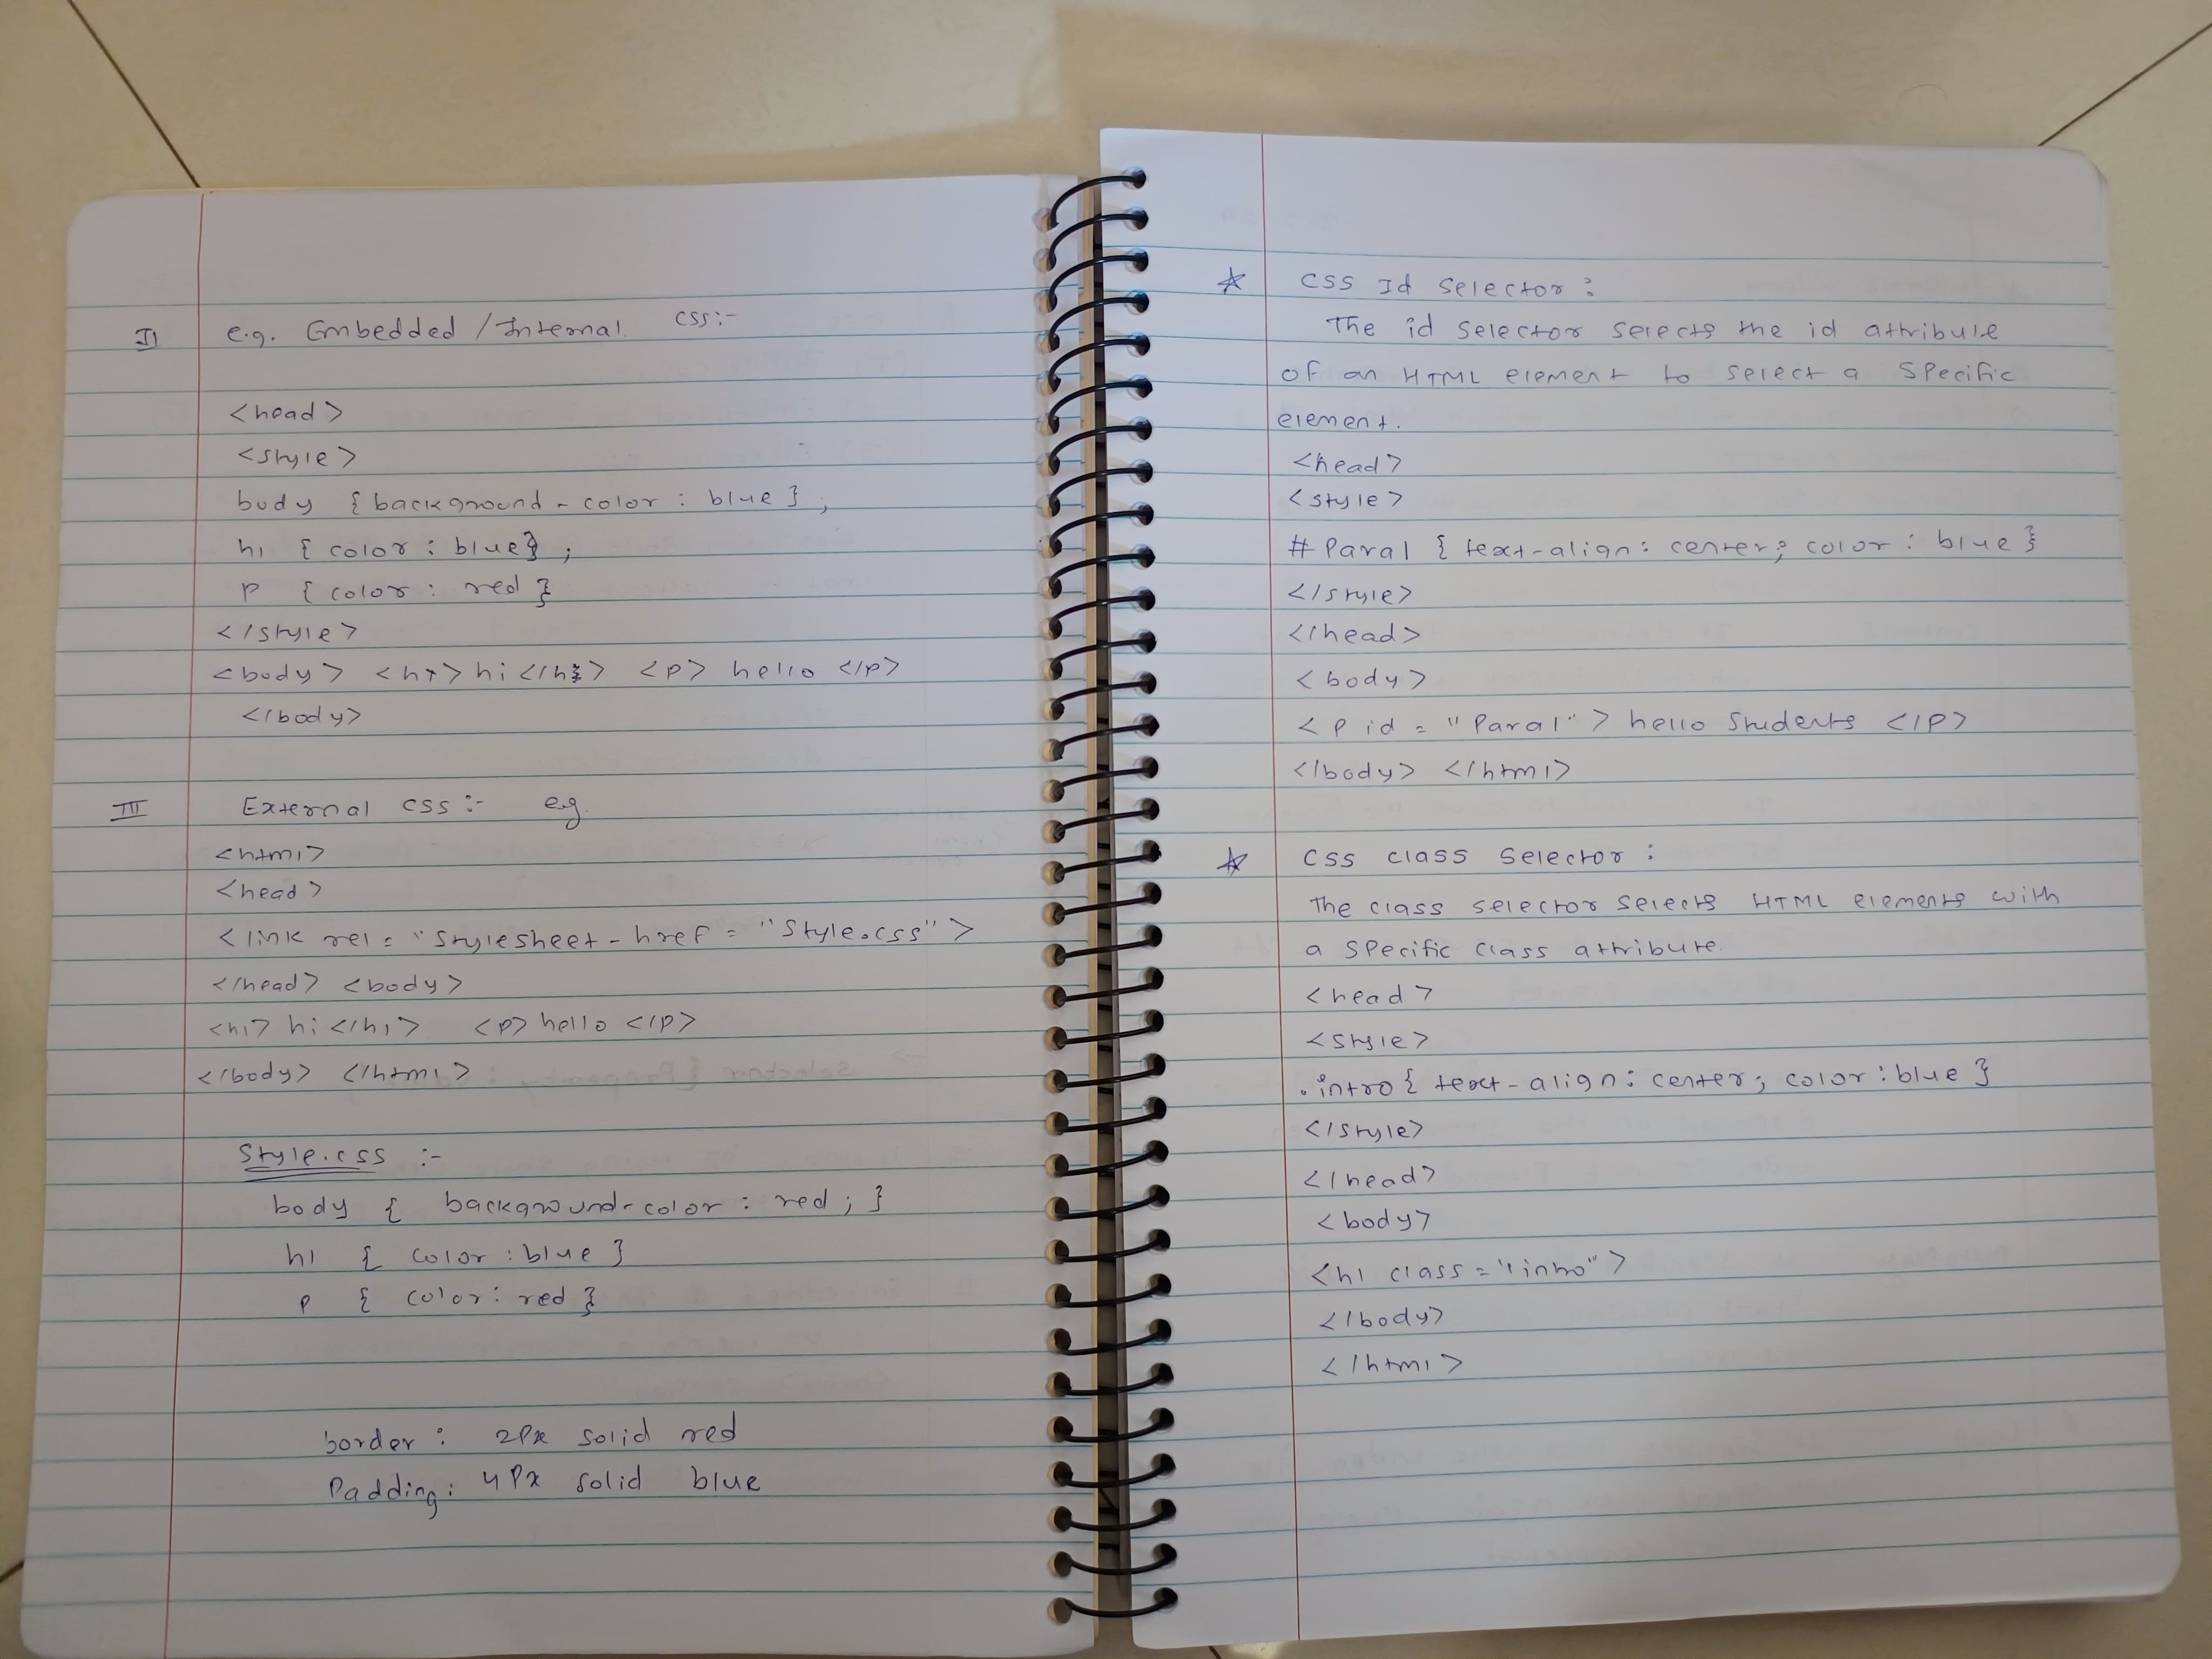 II e.g. Embedded / Internal CSS:-
<head>
<style>
body { background-color : blue } ;
h1 { color : blue} ;
p { color : red }
</style>
<body> <h1> hi </h1> <p> hello </p>
</body>
III External css :- eg.
<html>
<head>
<link rel = "Stylesheet - href = "Style.css">
</head> <body>
<h1> hi </h1> <p> hello </p>
</body> </html>
Style.css :-
body { background-color : red ; }
h1 { color : blue }
p { color : red }
border : 2Px solid red
Padding : 4Px solid blue
☆ CSS Id Selector :
The id Selector Selects the id attribute
of an HTML element to select a Specific
element.
<head>
<style>
# Para1 { text-align : center; color : blue }
</style>
</head>
<body>
<p id = "Para1" > hello Students </p>
</body> </html>
☆ CSS class Selector :
The class selector selects HTML elements with
a Specific class attribute.
<head>
<style>
.intro { text-align : center; color : blue }
</style>
</head>
<body>
<h1 class = "intro" >
</body>
</html>